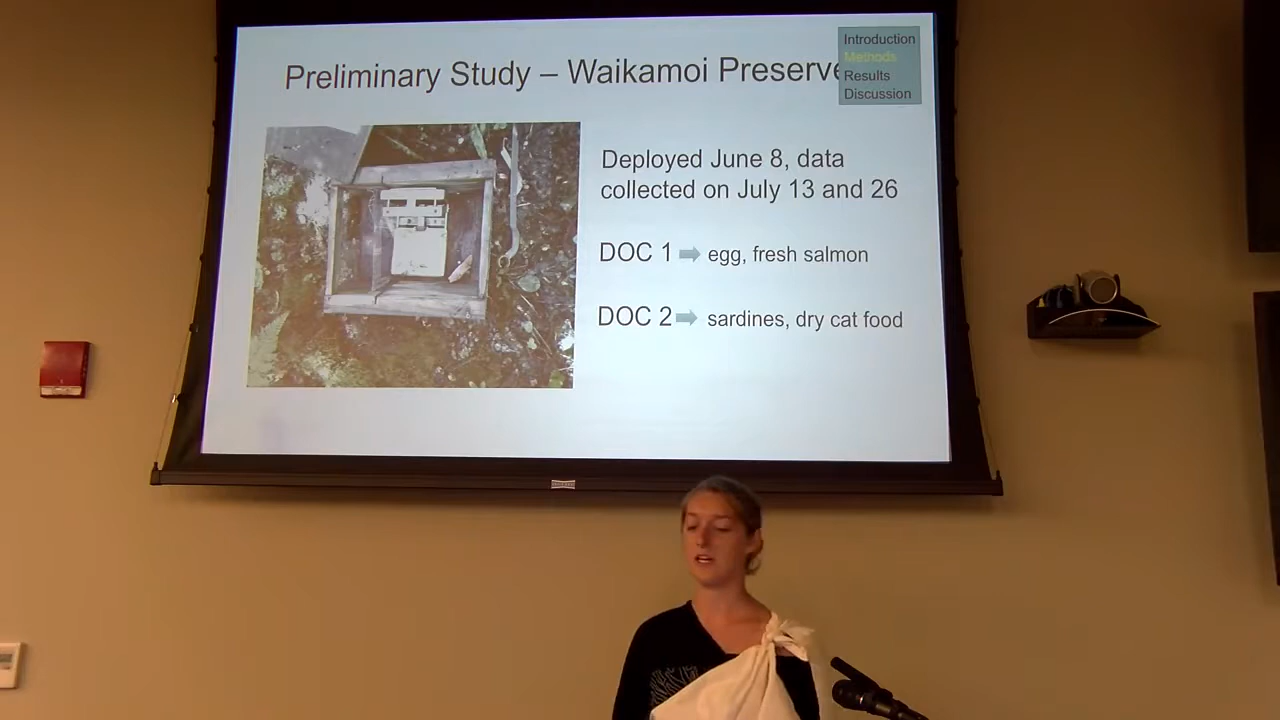 Preliminary Study – Waikamoi Preserve
Introduction
Methods
Results
Discussion
Deployed June 8, data
collected on July 13 and 26
DOC 1 ➡ egg, fresh salmon
DOC 2 ➡ sardines, dry cat food